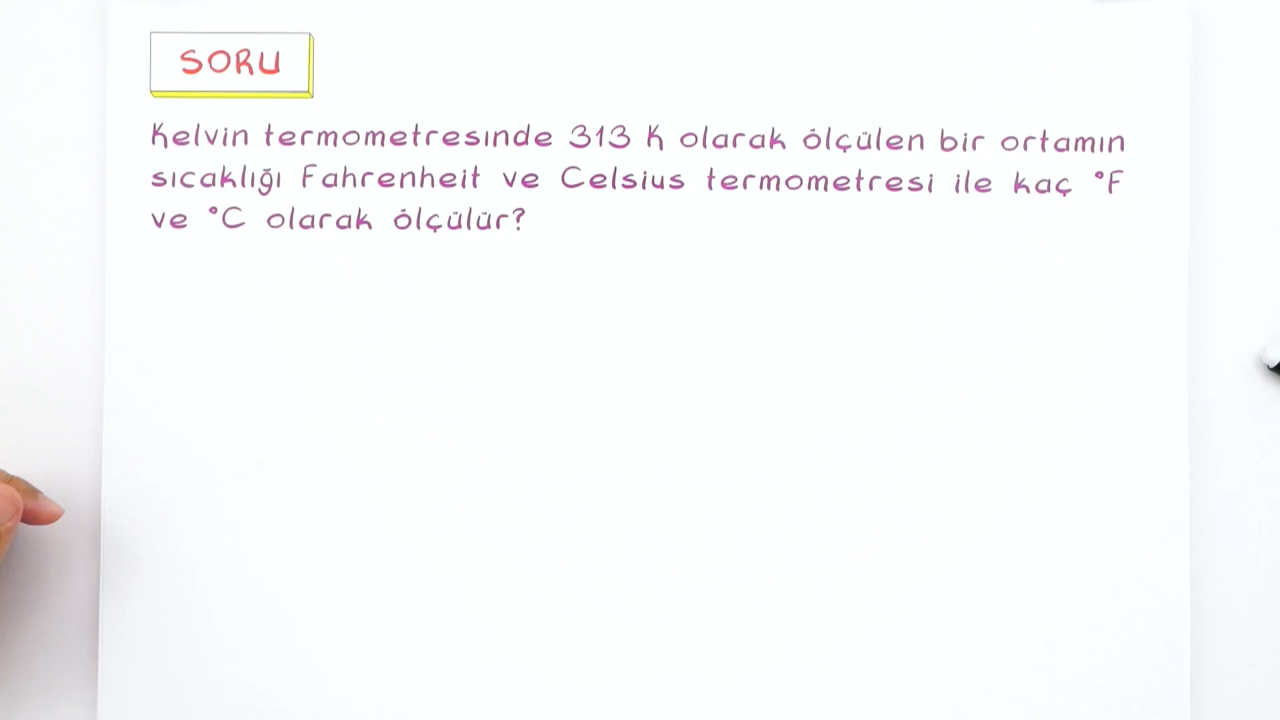 SORU
Kelvin termometresinde 313 K olarak ölçülen bir ortamın
sıcaklığı Fahrenheit ve Celsius termometresi ile kaç °F
ve °C olarak ölçülür?